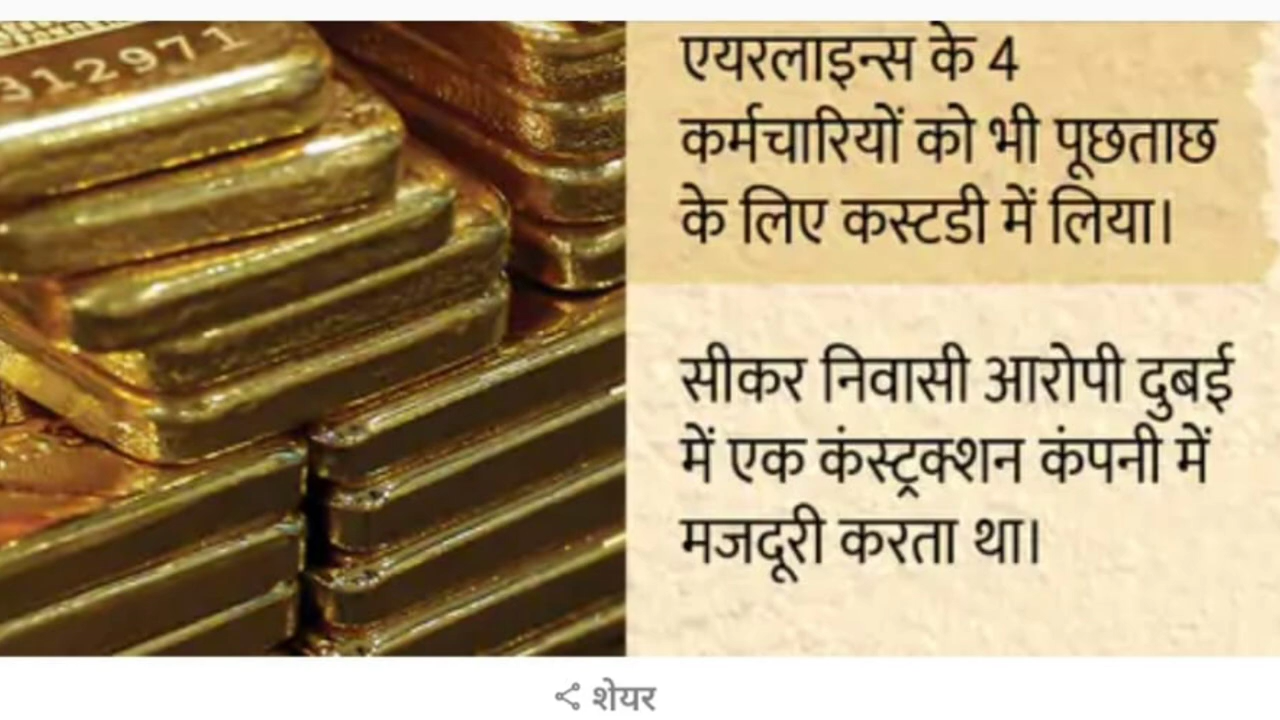 312971
एयरलाइन्स के 4
कर्मचारियों को भी पूछताछ
के लिए कस्टडी में लिया।
सीकर निवासी आरोपी दुबई
में एक कंस्ट्रक्शन कंपनी में
मजदूरी करता था।
शेयर